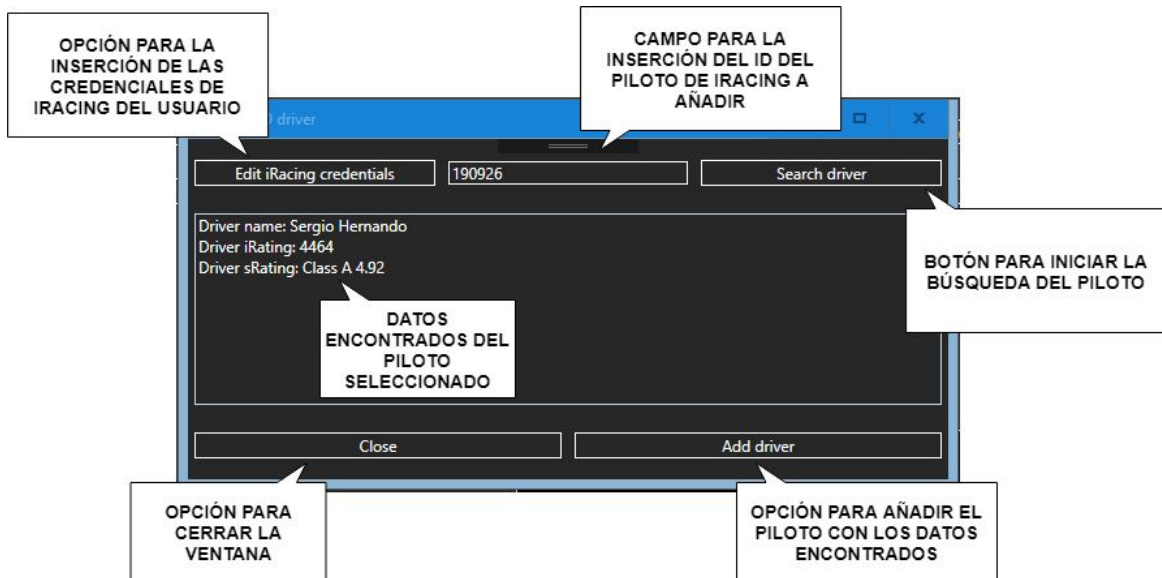 OPCIÓN PARA LA
INSERCIÓN DE LAS
CREDENCIALES DE
IRACING DEL USUARIO
CAMPO PARA LA
INSERCIÓN DEL ID DEL
PILOTO DE IRACING A
AÑADIR
driver
Edit iRacing credentials
190926
Search driver
Driver name: Sergio Hernando
Driver iRating: 4464
Driver sRating: Class A 4.92
BOTÓN PARA INICIAR LA
BÚSQUEDA DEL PILOTO
DATOS
ENCONTRADOS DEL
PILOTO
SELECCIONADO
Close
Add driver
OPCIÓN PARA
CERRAR LA
VENTANA
OPCIÓN PARA AÑADIR EL
PILOTO CON LOS DATOS
ENCONTRADOS